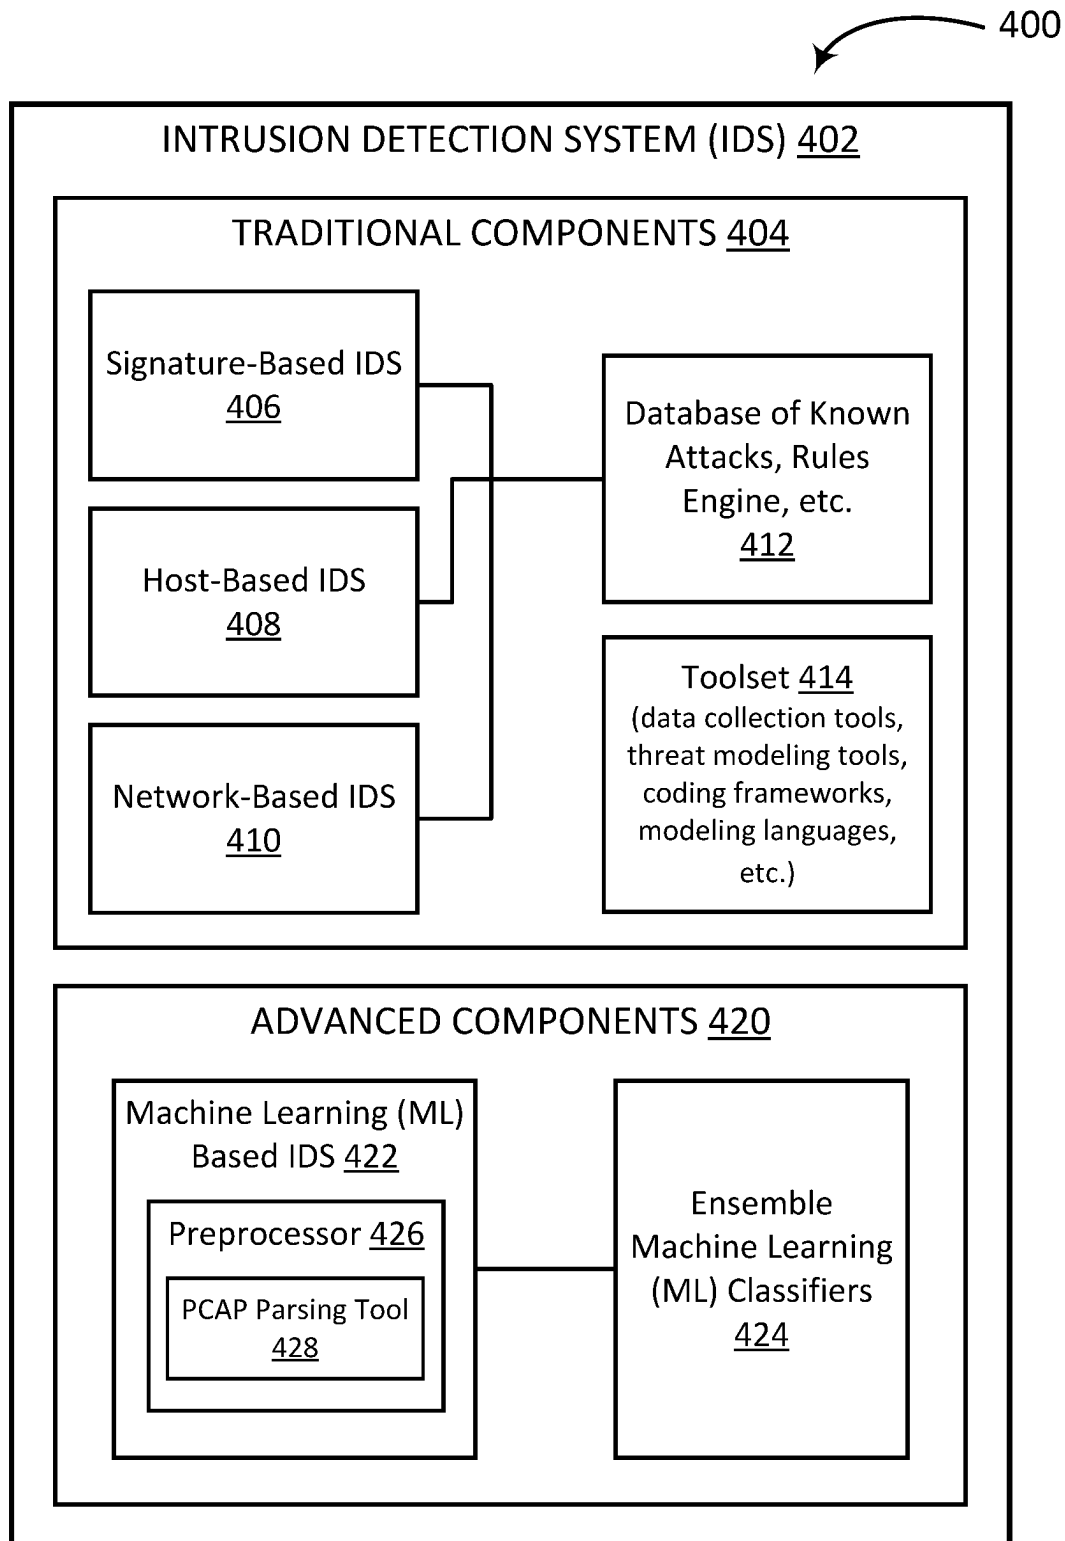 400
INTRUSION DETECTION SYSTEM (IDS) 402
TRADITIONAL COMPONENTS 404
Signature-Based IDS
406
Host-Based IDS
408
Network-Based IDS
410
Database of Known
Attacks, Rules
Engine, etc.
412
Toolset 414
(data collection tools,
threat modeling tools,
coding frameworks,
modeling languages,
etc.)
ADVANCED COMPONENTS 420
Machine Learning (ML)
Based IDS 422
Preprocessor 426
PCAP Parsing Tool
428
Ensemble
Machine Learning
(ML) Classifiers
424